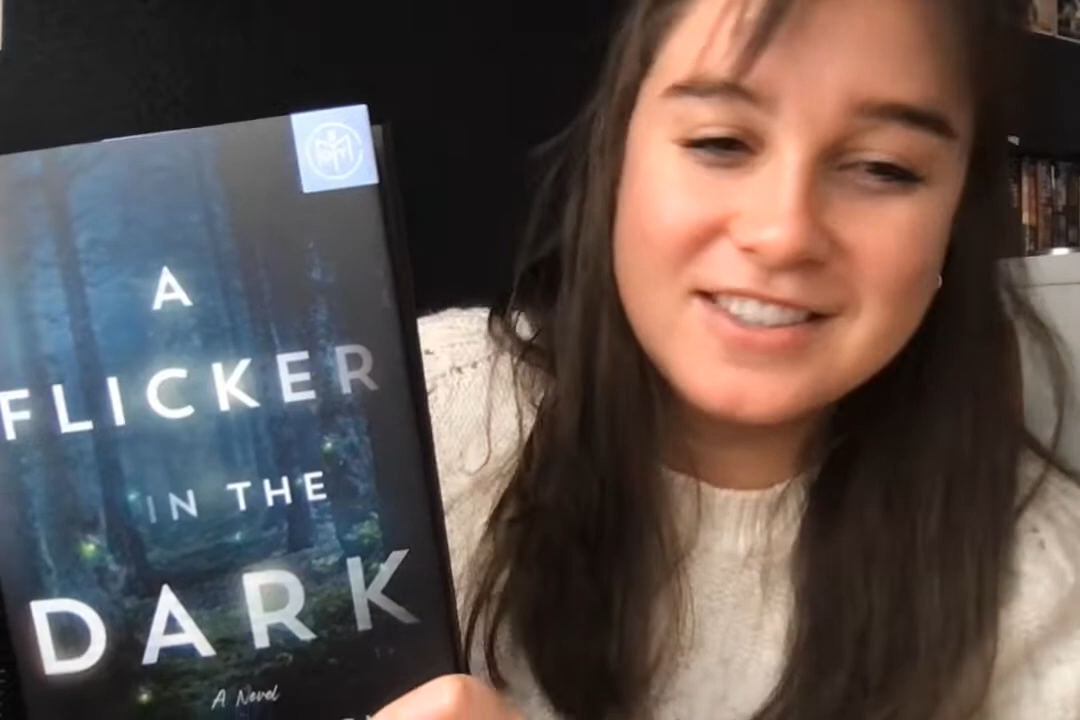 A
FLICKER
IN THE
DARK
A Novel